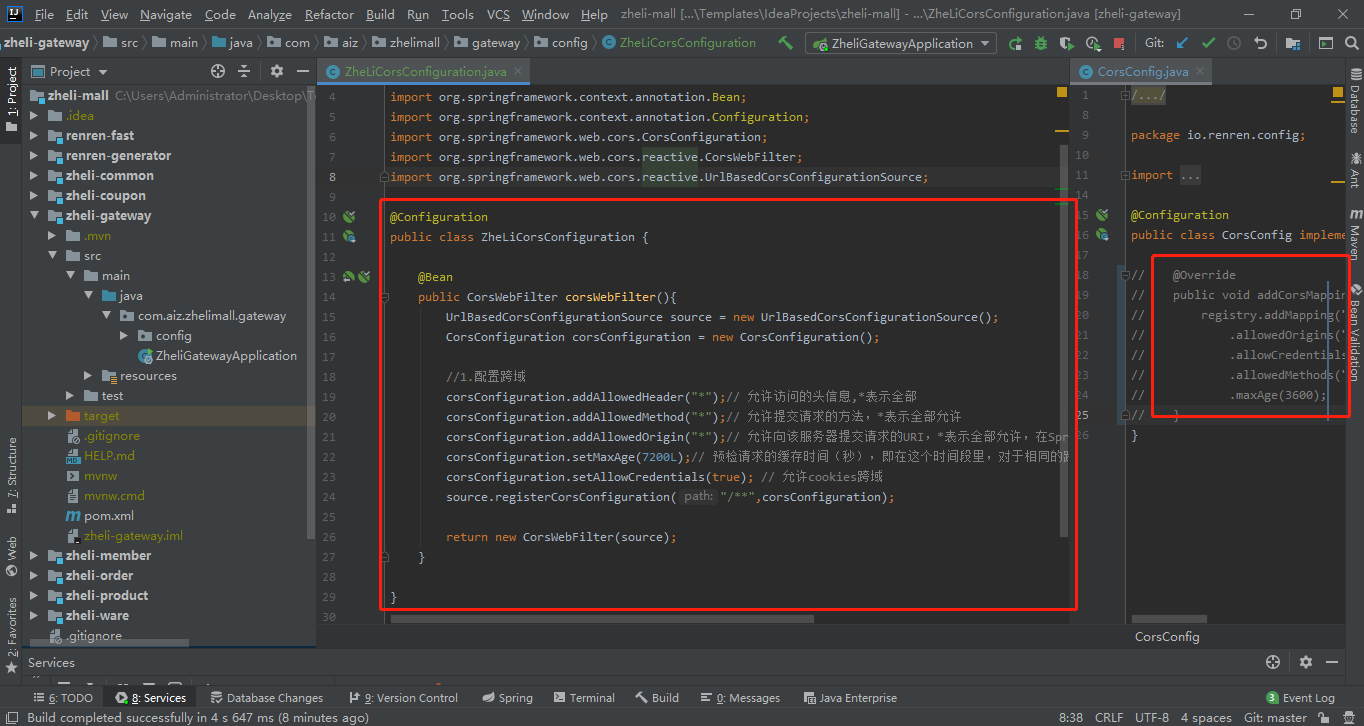 File Edit View Navigate Code Analyze Refactor Build Run Tools VCS Window Help zheli-mall [...\Templates\IdeaProjects\zheli-mall] - ...\ZheLiCorsConfiguration.java [zheli-gateway]
zheli-gateway src main java com aiz zhelimall gateway config ZheLiCorsConfiguration ZheliGatewayApplication Git:
1: Project
Project
zheli-mall C:\Users\Administrator\Desktop\
.idea
renren-fast
renren-generator
zheli-common
zheli-coupon
zheli-gateway
.mvn
src
main
java
com.aiz.zhelimall.gateway
config
ZheliGatewayApplication
resources
test
target
.gitignore
HELP.md
mvnw
mvnw.cmd
pom.xml
zheli-gateway.iml
zheli-member
zheli-order
zheli-product
zheli-ware
.gitignore
7: Structure
Web
2: Favorites
ZheLiCorsConfiguration.java
4 import org.springframework.context.annotation.Bean;
5 import org.springframework.context.annotation.Configuration;
6 import org.springframework.web.cors.CorsConfiguration;
7 import org.springframework.web.cors.reactive.CorsWebFilter;
8 import org.springframework.web.cors.reactive.UrlBasedCorsConfigurationSource;
9
10 @Configuration
11 public class ZheLiCorsConfiguration {
12
13 @Bean
14 public CorsWebFilter corsWebFilter(){
15 UrlBasedCorsConfigurationSource source = new UrlBasedCorsConfigurationSource();
16 CorsConfiguration corsConfiguration = new CorsConfiguration();
17
18 //1.配置跨域
19 corsConfiguration.addAllowedHeader("*");// 允许访问的头信息,*表示全部
20 corsConfiguration.addAllowedMethod("*");// 允许提交请求的方法，*表示全部允许
21 corsConfiguration.addAllowedOrigin("*");// 允许向该服务器提交请求的URI，*表示全部允许，在Spr
22 corsConfiguration.setMaxAge(7200L);// 预检请求的缓存时间（秒），即在这个时间段里，对于相同的
23 corsConfiguration.setAllowCredentials(true); // 允许cookies跨域
24 source.registerCorsConfiguration( path: "/**",corsConfiguration);
25
26 return new CorsWebFilter(source);
27 }
28
29 }
30
CorsConfig.java
1 /.../
8
9 package io.renren.config;
10
11 import ...
14
15 @Configuration
16 public class CorsConfig impleme
17
18 // @Override
19 // public void addCorsMappin
20 // registry.addMapping("
21 // .allowedOrigins("
22 // .allowCredentials
23 // .allowedMethods("
24 // .maxAge(3600);
25 // }
26 }
CorsConfig
Database
Ant
Maven
Bean Validation
Services
6: TODO 8: Services Database Changes 9: Version Control Spring Terminal Build 0: Messages Java Enterprise 3 Event Log
Build completed successfully in 4 s 647 ms (8 minutes ago) 8:38 CRLF UTF-8 4 spaces Git: master